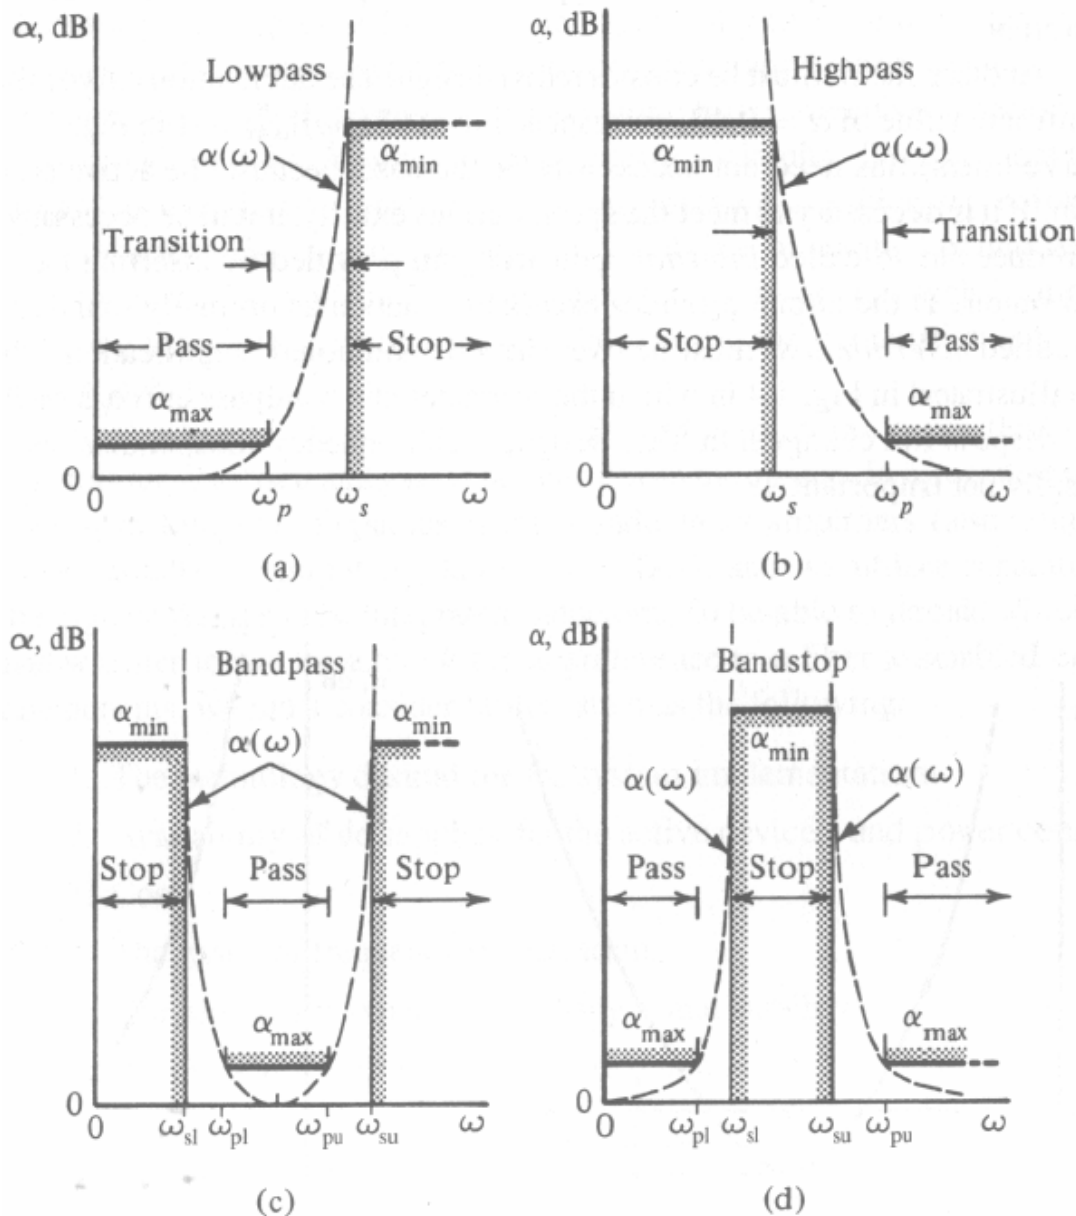 α, dB
Lowpass
α(ω)
α_min
Transition
Pass
Stop
α_max
0
0
ω_p
ω_s
ω
(a)
α, dB
Highpass
α_min
α(ω)
Transition
Stop
Pass
α_max
0
0
ω_s
ω_p
ω
(b)
α, dB
Bandpass
α_min
α_min
α(ω)
Stop
Pass
Stop
α_max
0
0
ω_sl
ω_pl
ω_pu
ω_su
ω
(c)
α, dB
Bandstop
α_min
α(ω)
α(ω)
Pass
Stop
Pass
α_max
α_max
0
0
ω_pl
ω_sl
ω_su
ω_pu
ω
(d)